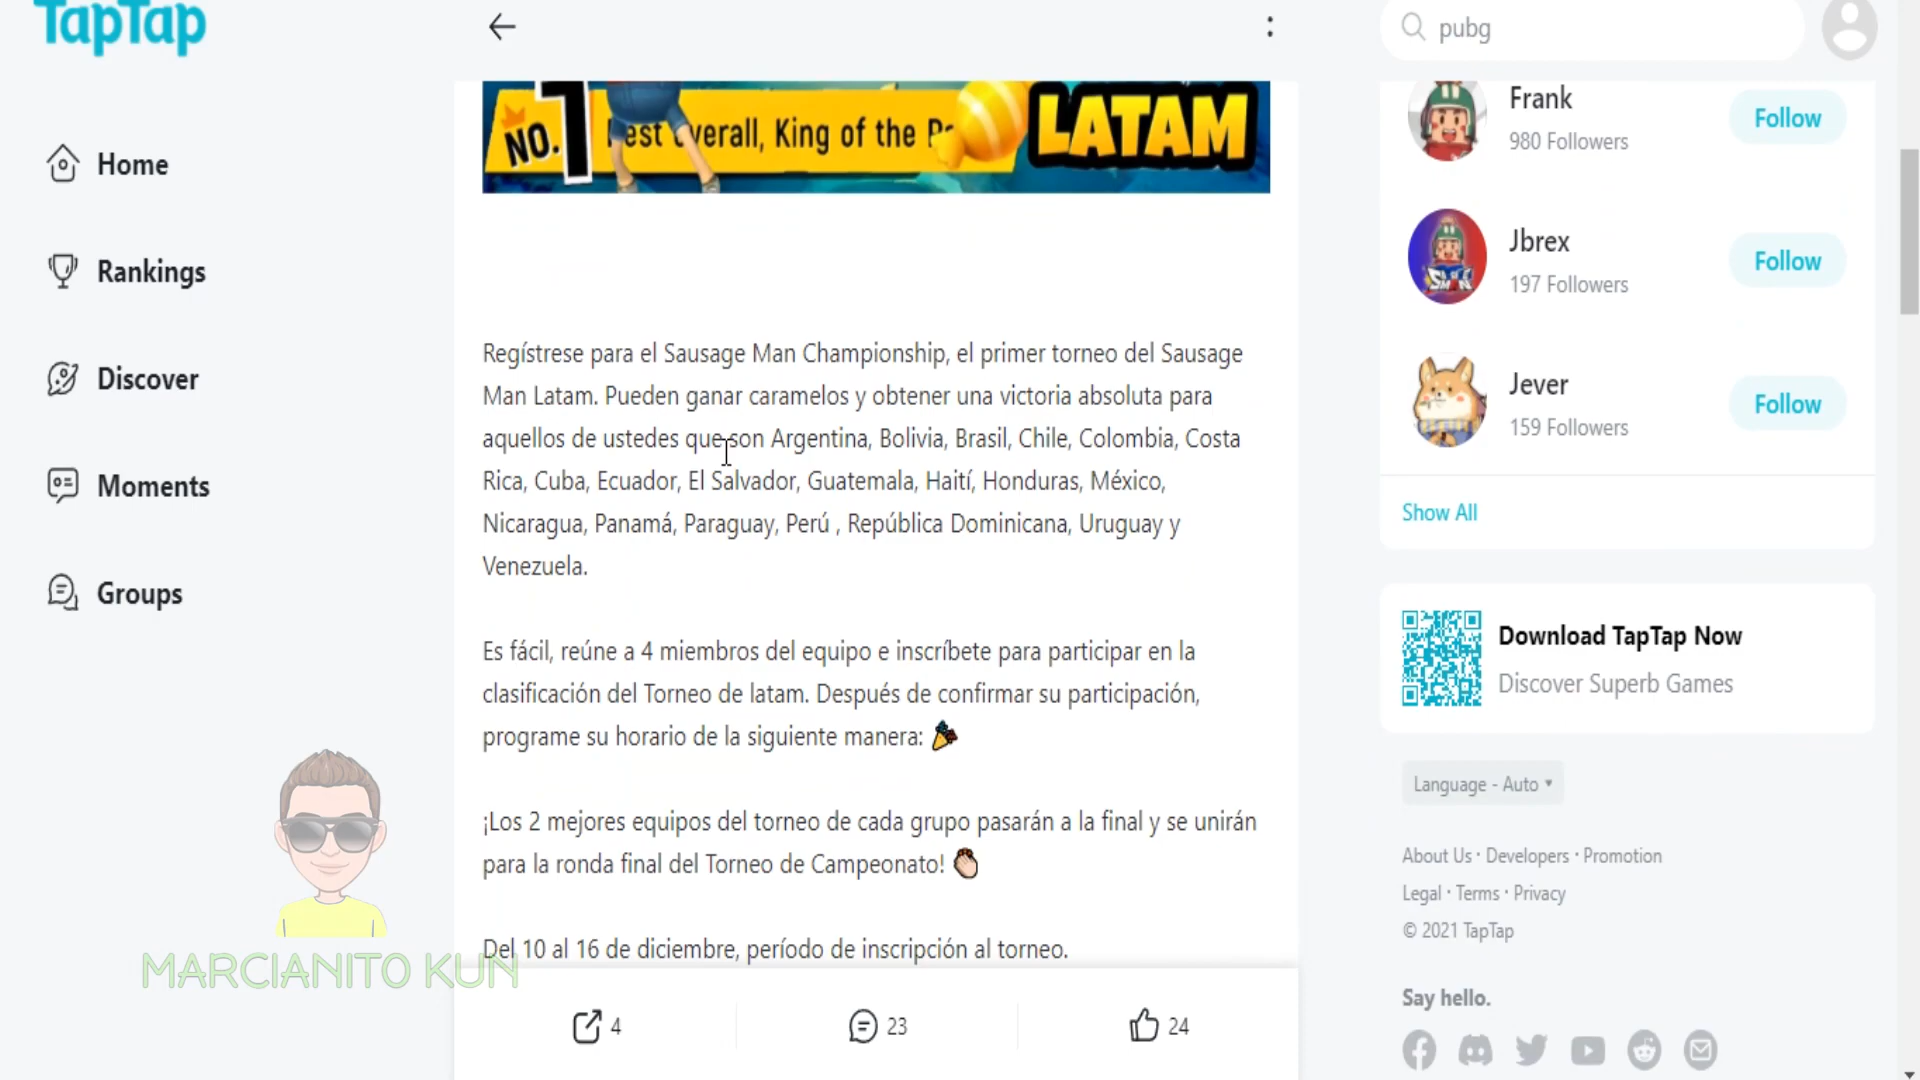 TapTap
pubg
Home
Rankings
Discover
Moments
Groups
NO.1
est overall, King of the
LATAM
Regístrese para el Sausage Man Championship, el primer torneo del Sausage
Man Latam. Pueden ganar caramelos y obtener una victoria absoluta para
aquellos de ustedes que son Argentina, Bolivia, Brasil, Chile, Colombia, Costa
Rica, Cuba, Ecuador, El Salvador, Guatemala, Haití, Honduras, México,
Nicaragua, Panamá, Paraguay, Perú , República Dominicana, Uruguay y
Venezuela.
Es fácil, reúne a 4 miembros del equipo e inscríbete para participar en la
clasificación del Torneo de latam. Después de confirmar su participación,
programe su horario de la siguiente manera: 🎉
¡Los 2 mejores equipos del torneo de cada grupo pasarán a la final y se unirán
para la ronda final del Torneo de Campeonato! 👏
Del 10 al 16 de diciembre, período de inscripción al torneo.
4
23
24
MARCIANITO KUN
Frank
980 Followers
Follow
Jbrex
197 Followers
Follow
Jever
159 Followers
Follow
Show All
Download TapTap Now
Discover Superb Games
Language - Auto ▾
About Us · Developers · Promotion
Legal · Terms · Privacy
© 2021 TapTap
Say hello.